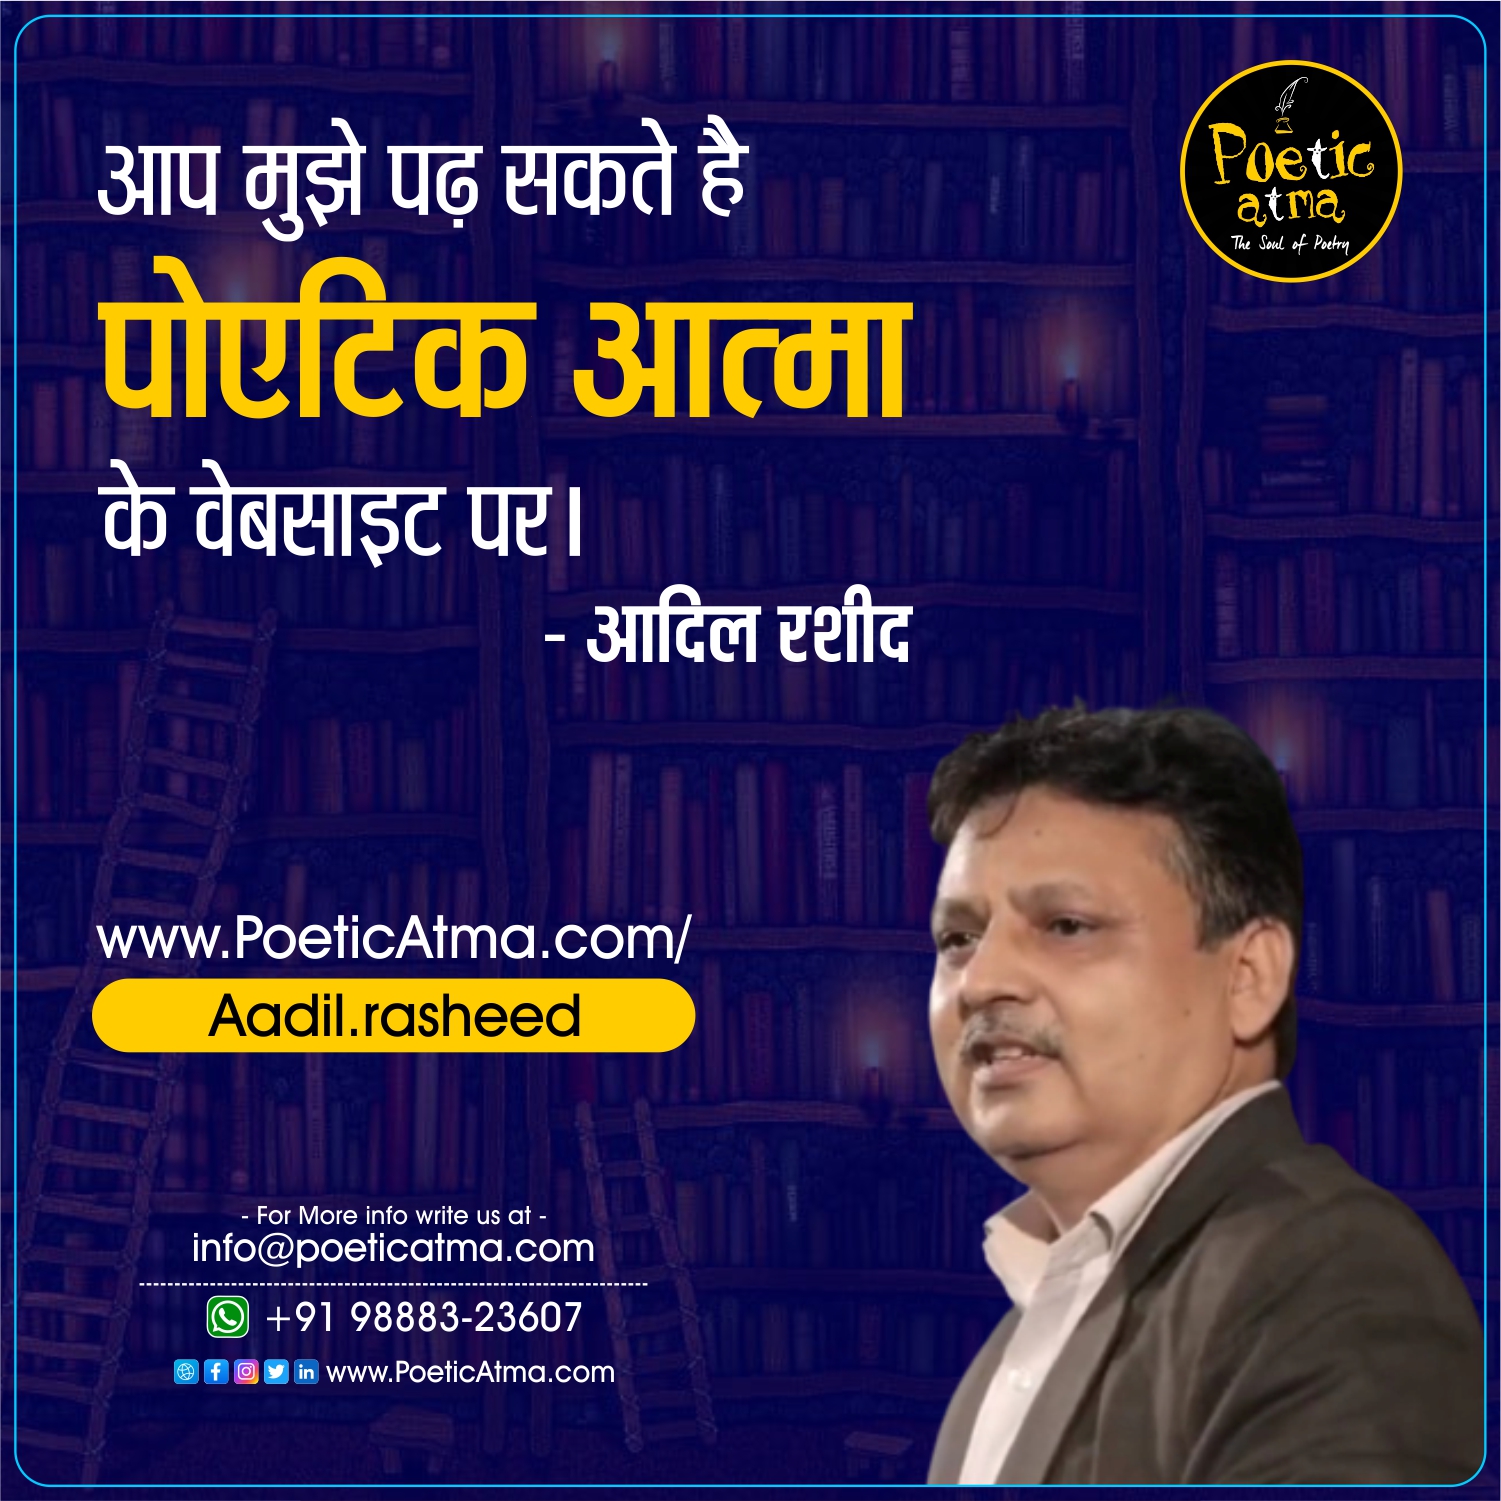 आप मुझे पढ़ सकते है
पोएटिक आत्मा
के वेबसाइट पर।
- आदिल रशीद
Poetic
atma
The Soul of Poetry
www.PoeticAtma.com/
Aadil.rasheed
- For More info write us at -
info@poeticatma.com
+91 98883-23607
www.PoeticAtma.com